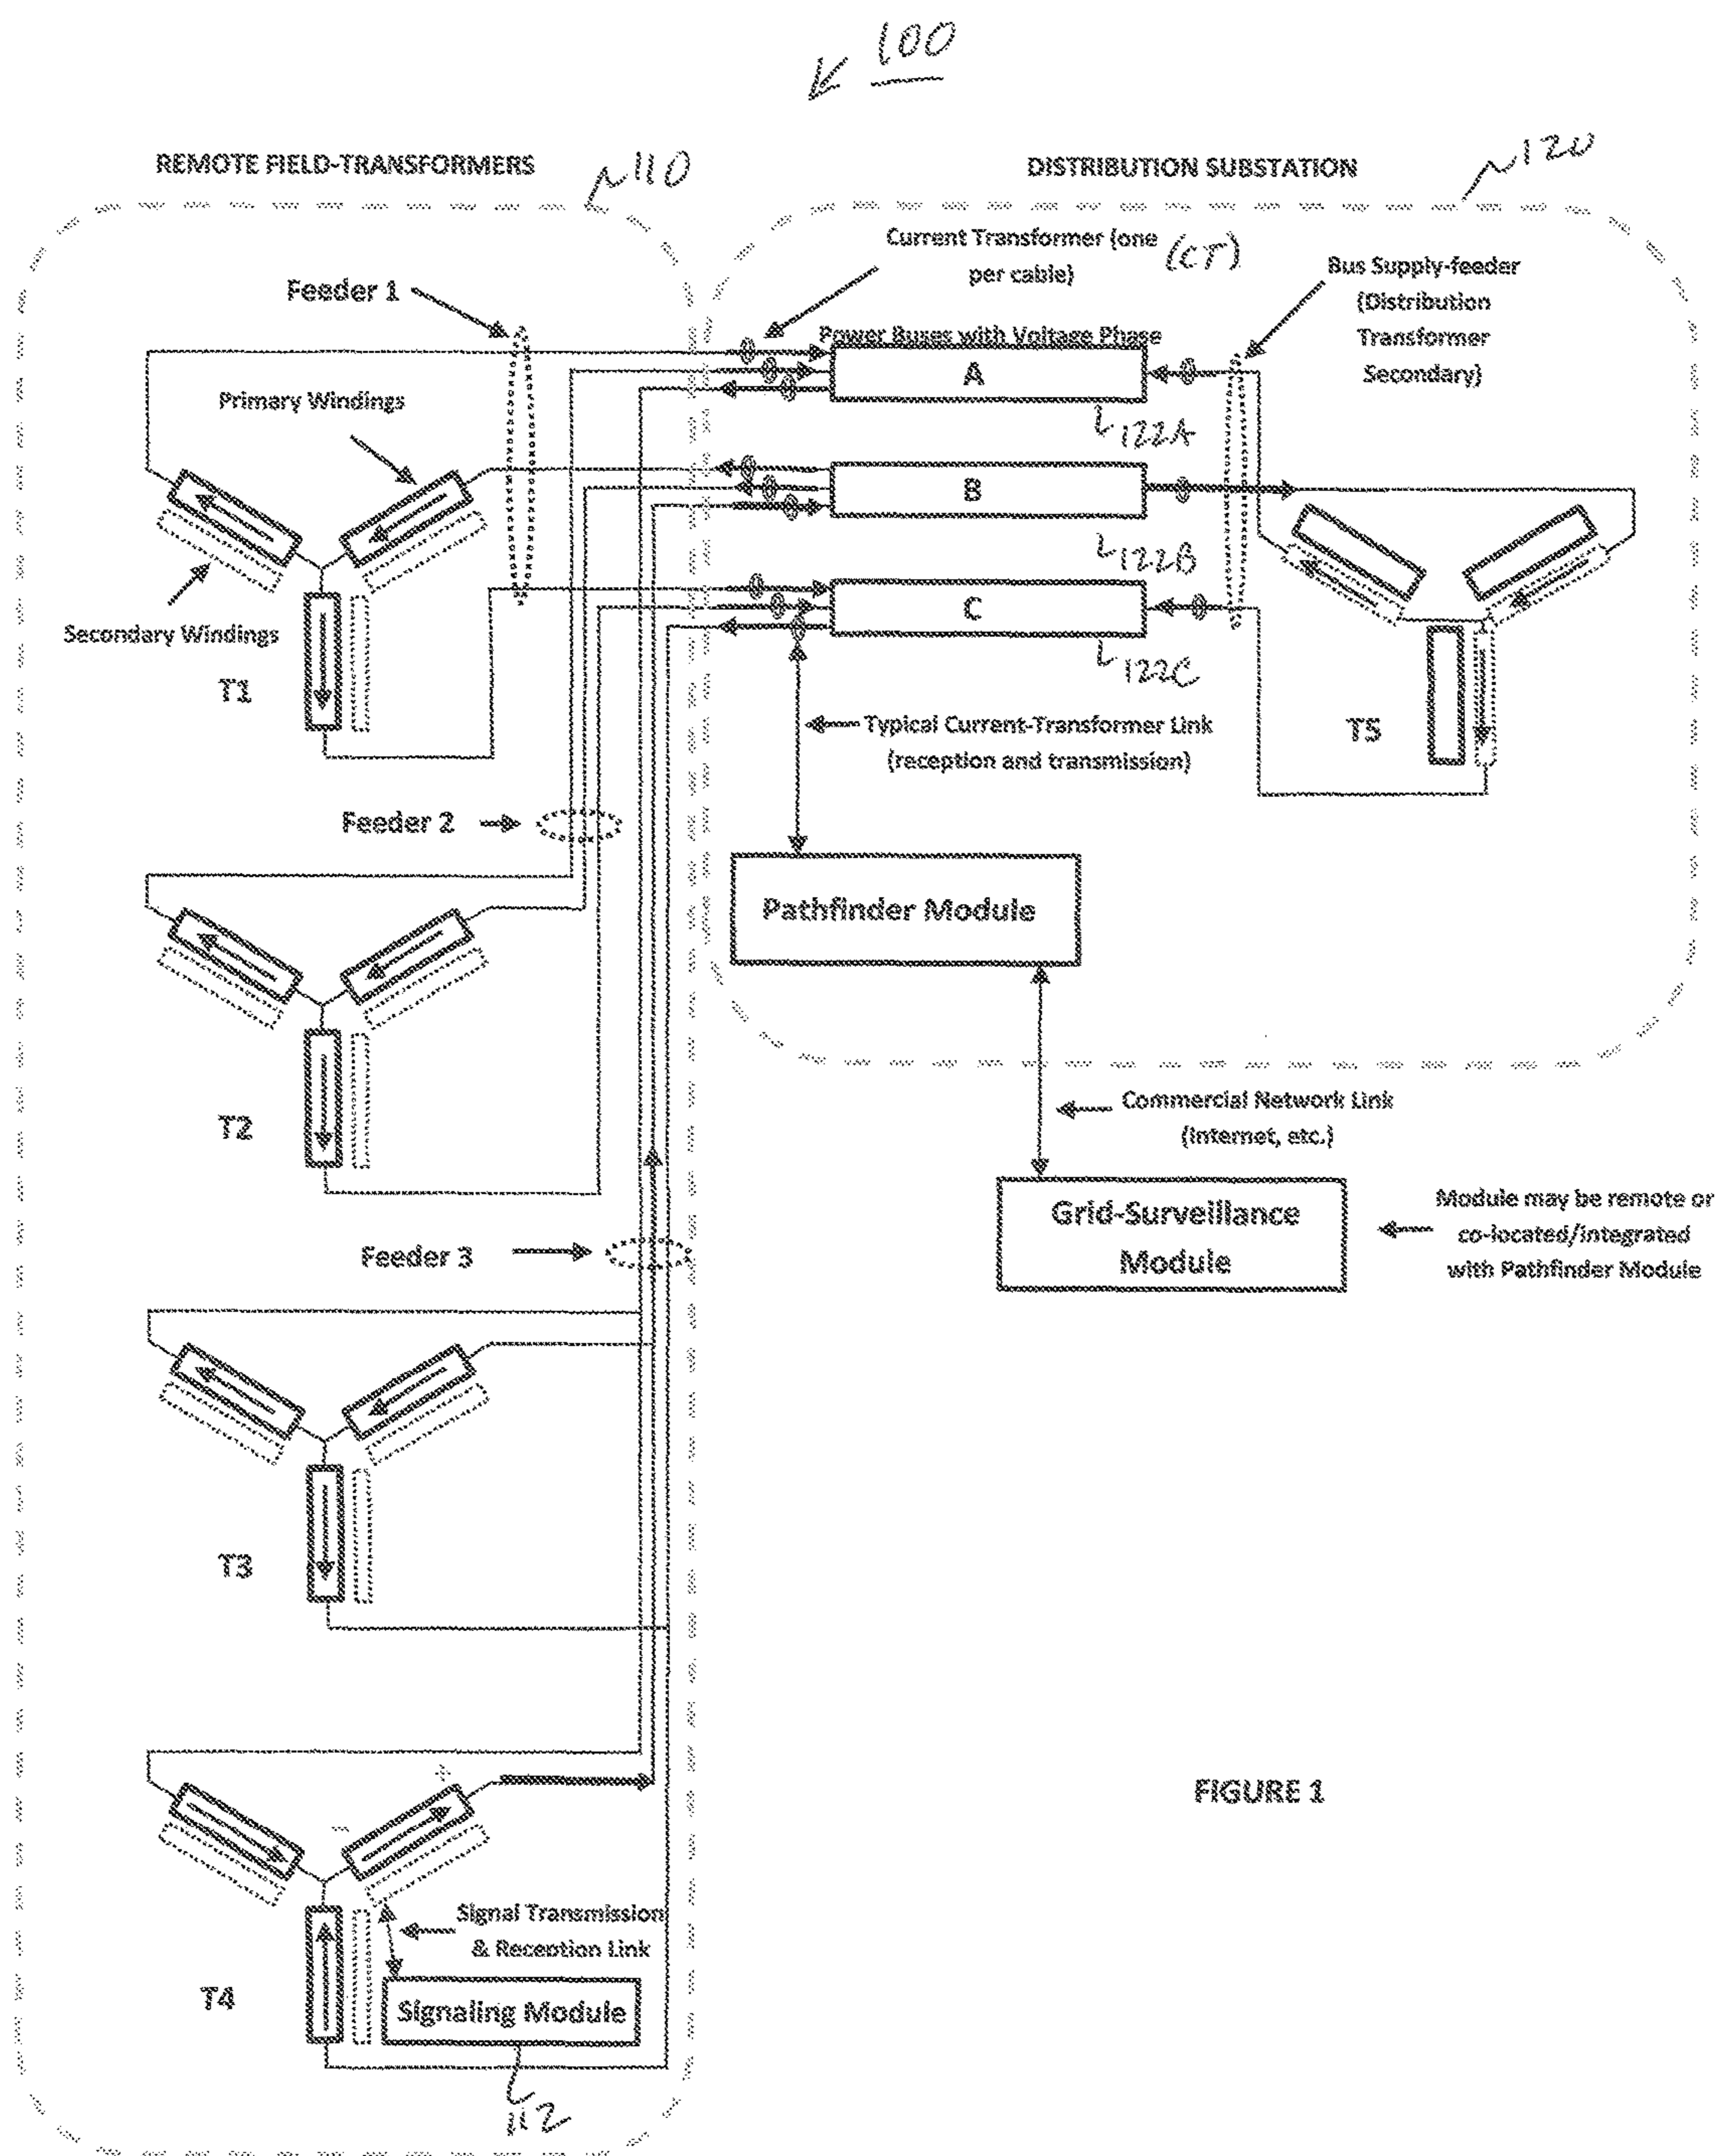 100
REMOTE FIELD-TRANSFORMERS
110
DISTRIBUTION SUBSTATION
120
Current Transformer (one
per cable)
(CT)
Bus Supply-feeder
(Distribution
Transformer
Secondary)
Feeder 1
Power Buses with Voltage Phase
A
122A
Primary Windings
B
122B
C
122C
Secondary Windings
T1
Typical Current-Transformer Link
(reception and transmission)
T5
Feeder 2
Pathfinder Module
T2
Commercial Network Link
(Internet, etc.)
Grid-Surveillance
Module
Module may be remote or
co-located/integrated
with Pathfinder Module
Feeder 3
T3
+
-
FIGURE 1
Signal Transmission
& Reception Link
T4
Signaling Module
112